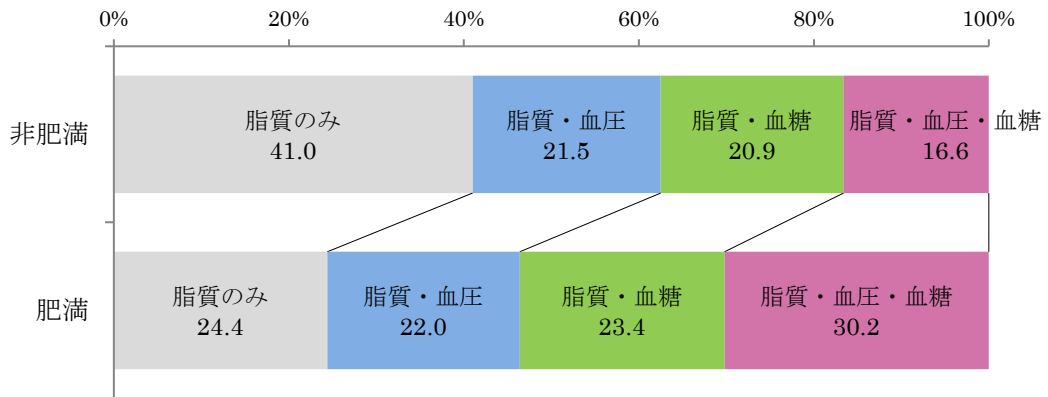 0% 20% 40% 60% 80% 100%
非肥満
脂質のみ
41.0
脂質・血圧
21.5
脂質・血糖
20.9
脂質・血圧・血糖
16.6
肥満
脂質のみ
24.4
脂質・血圧
22.0
脂質・血糖
23.4
脂質・血圧・血糖
30.2